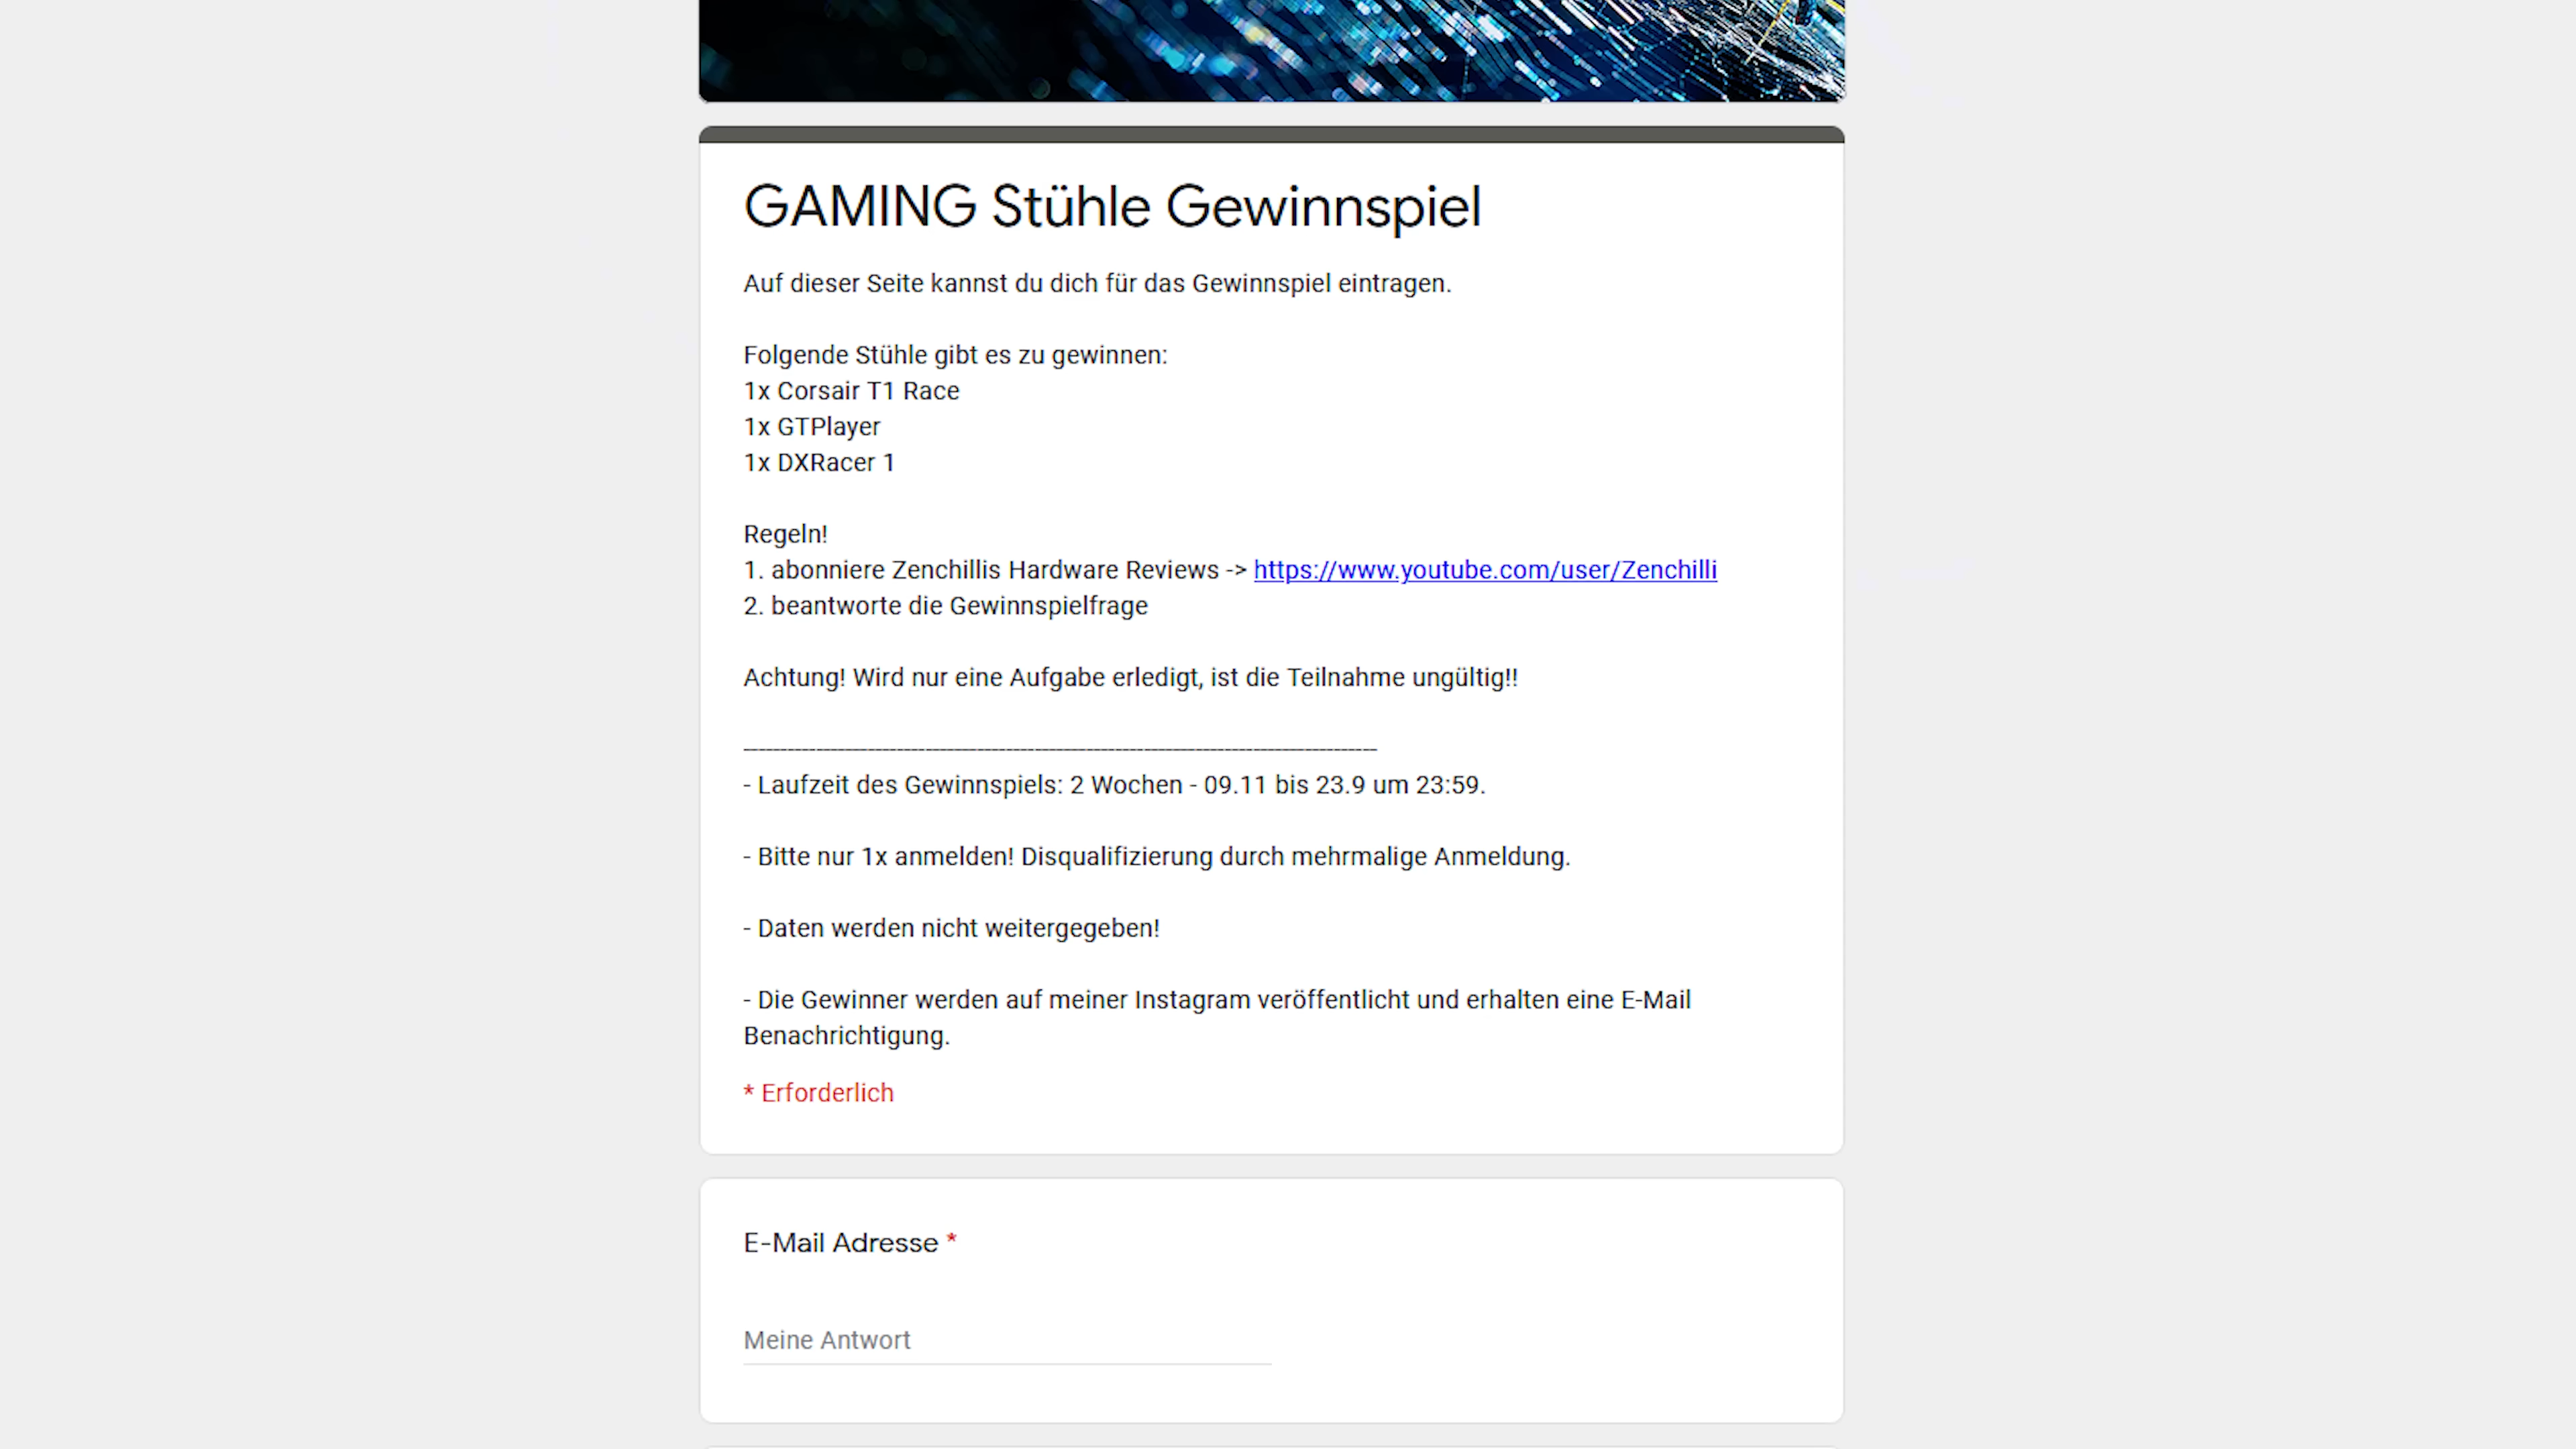 GAMING Stühle Gewinnspiel
Auf dieser Seite kannst du dich für das Gewinnspiel eintragen.
Folgende Stühle gibt es zu gewinnen:
1x Corsair T1 Race
1x GTPlayer
1x DXRacer 1
Regeln!
1. abonniere Zenchillis Hardware Reviews -> https://www.youtube.com/user/Zenchilli
2. beantworte die Gewinnspielfrage
Achtung! Wird nur eine Aufgabe erledigt, ist die Teilnahme ungültig!!
- Laufzeit des Gewinnspiels: 2 Wochen - 09.11 bis 23.9 um 23:59.
- Bitte nur 1x anmelden! Disqualifizierung durch mehrmalige Anmeldung.
- Daten werden nicht weitergegeben!
- Die Gewinner werden auf meiner Instagram veröffentlicht und erhalten eine E-Mail
Benachrichtigung.
* Erforderlich
E-Mail Adresse *
Meine Antwort